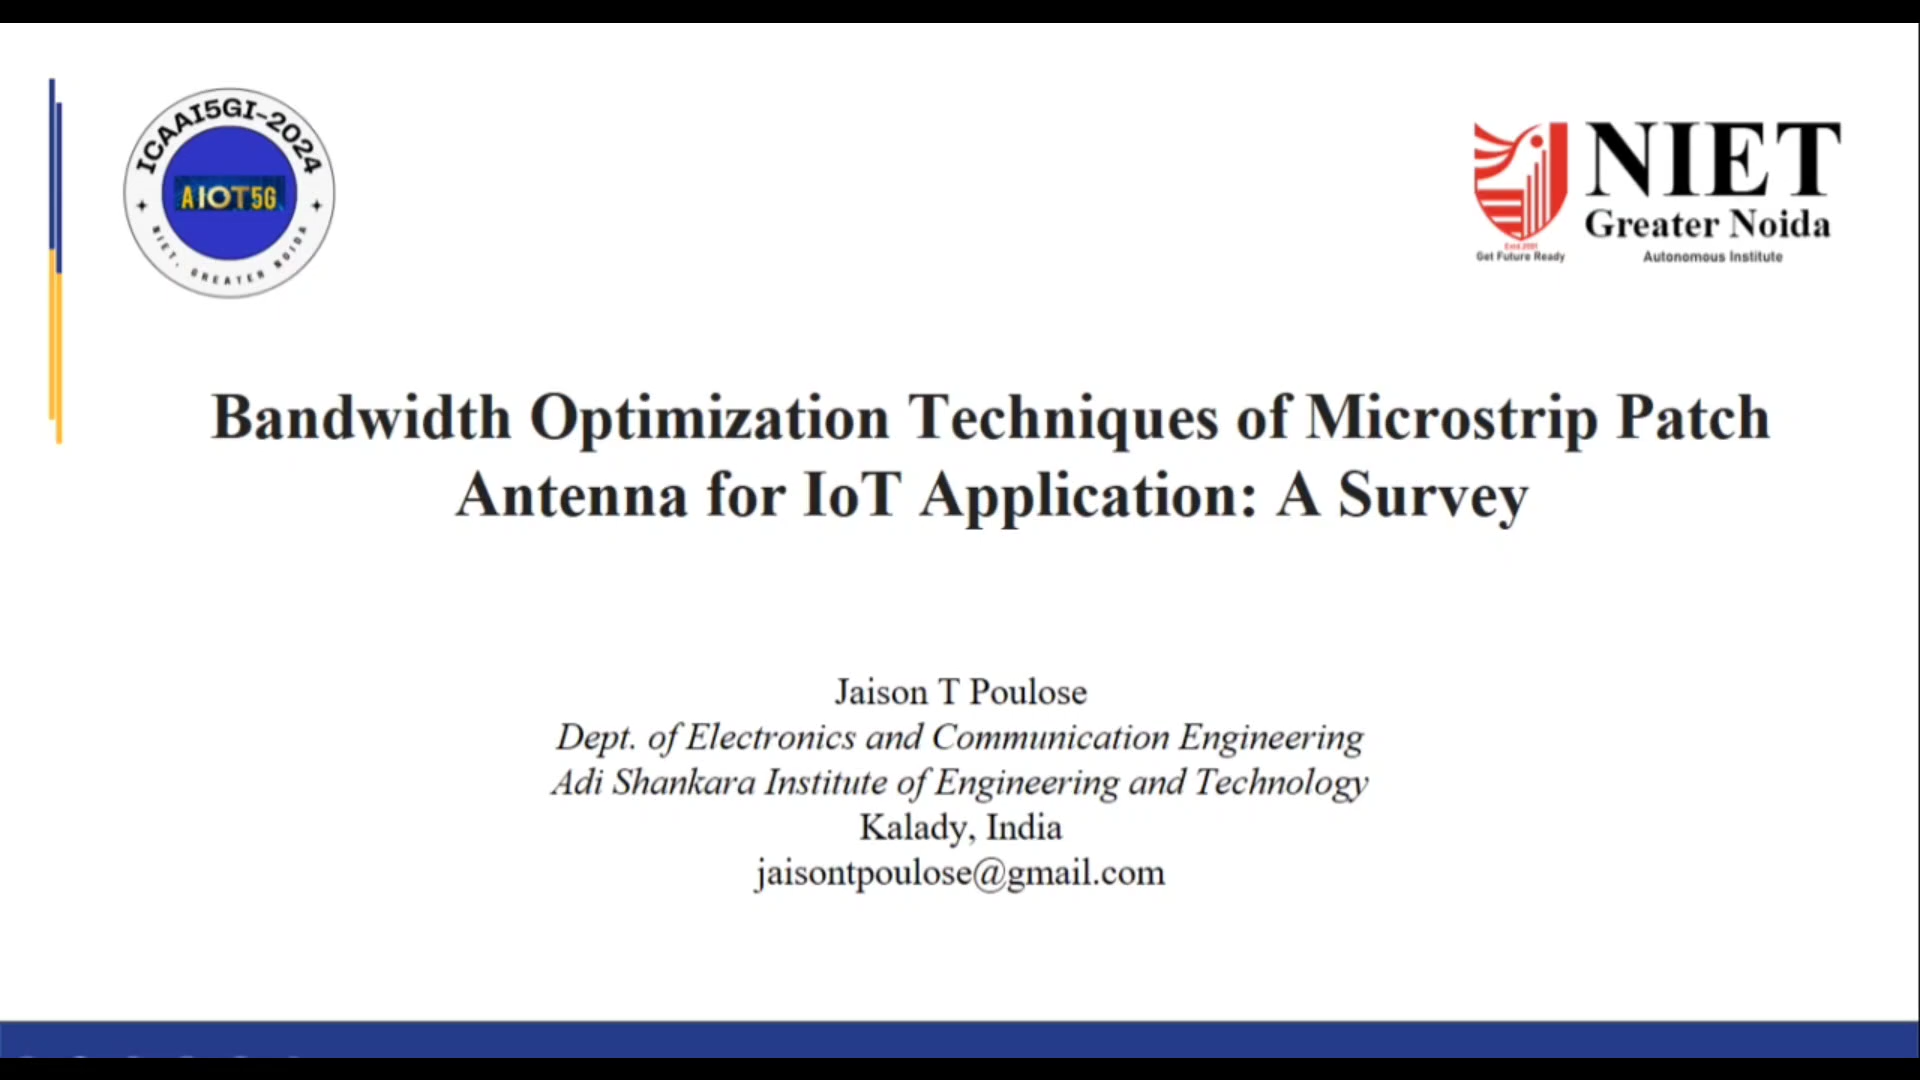 ICAAI5GI-2024
AIOT5G
NIET, GREATER NOIDA
NIET
Greater Noida
Autonomous Institute
Estd.2001
Get Future Ready
Bandwidth Optimization Techniques of Microstrip Patch
Antenna for IoT Application: A Survey
Jaison T Poulose
Dept. of Electronics and Communication Engineering
Adi Shankara Institute of Engineering and Technology
Kalady, India
jaisontpoulose@gmail.com